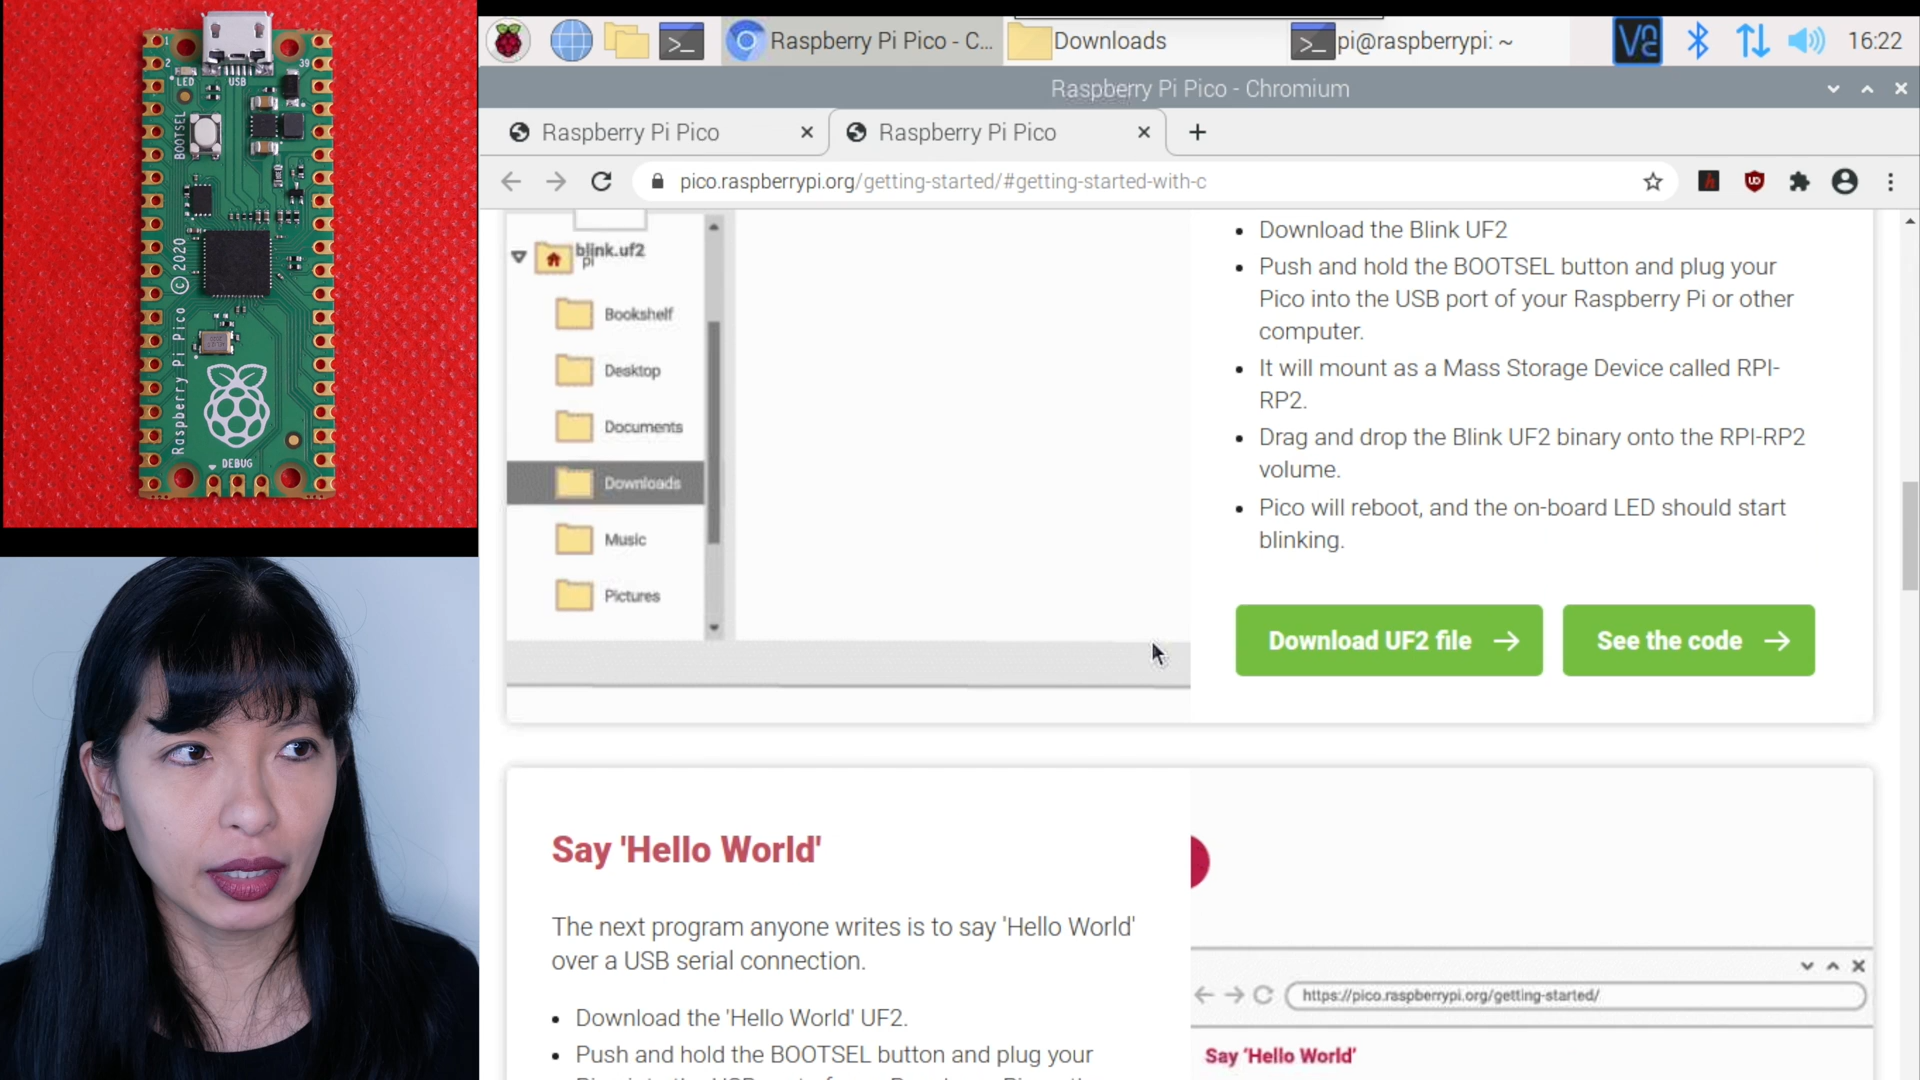 1
2
39
LED
USB
BOOTSEL
Raspberry Pi Pico © 2020
DEBUG
Raspberry Pi Pico - C...
Downloads
pi@raspberrypi: ~
V2
16:22
Raspberry Pi Pico - Chromium
Raspberry Pi Pico
Raspberry Pi Pico
pico.raspberrypi.org/getting-started/#getting-started-with-c
blink.uf2
pi
Bookshelf
Desktop
Documents
Downloads
Music
Pictures
• Download the Blink UF2
• Push and hold the BOOTSEL button and plug your
Pico into the USB port of your Raspberry Pi or other
computer.
• It will mount as a Mass Storage Device called RPI-
RP2.
• Drag and drop the Blink UF2 binary onto the RPI-RP2
volume.
• Pico will reboot, and the on-board LED should start
blinking.
Download UF2 file →
See the code →
Say 'Hello World'
The next program anyone writes is to say 'Hello World'
over a USB serial connection.
• Download the 'Hello World' UF2.
• Push and hold the BOOTSEL button and plug your
https://pico.raspberrypi.org/getting-started/
Say 'Hello World'